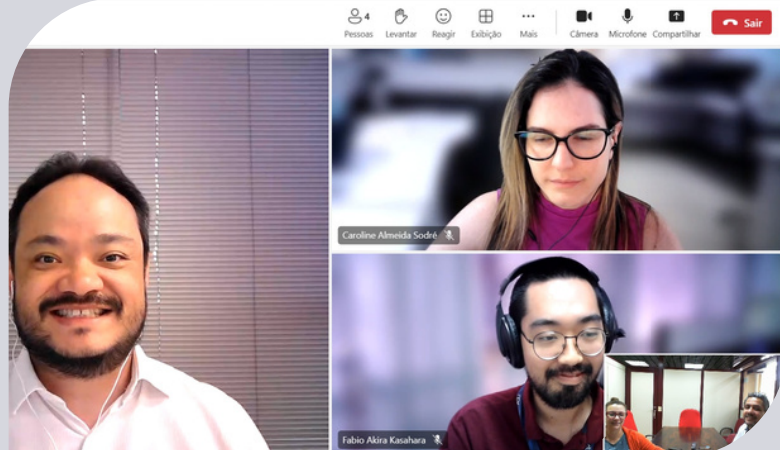 4
Pessoas Levantar Reagir Exibição Mais Câmera Microfone Compartilhar Sair
Caroline Almeida Sodré
Fabio Akira Kasahara